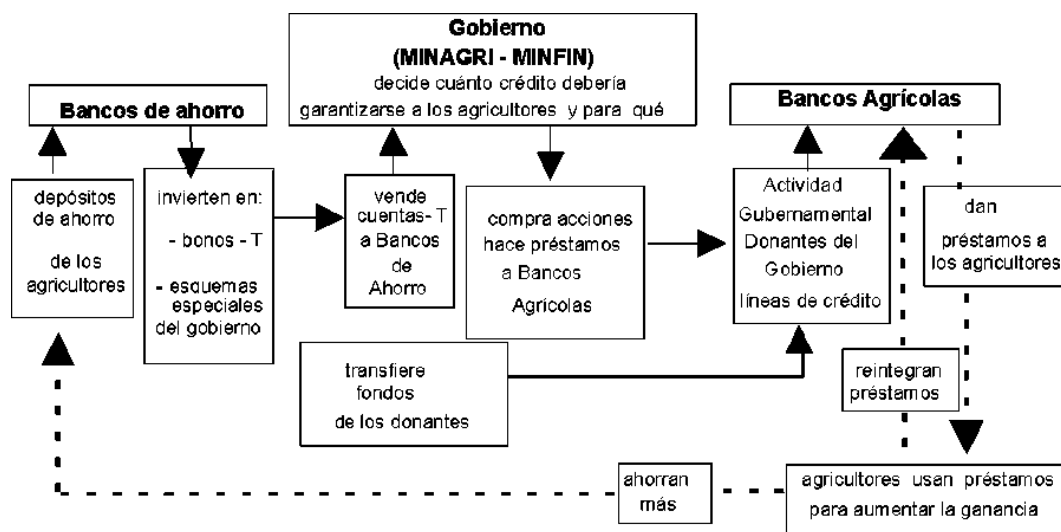 Gobierno
(MINAGRI - MINFIN)
decide cuánto crédito debería
garantizarse a los agricultores y para qué
Bancos de ahorro
Bancos Agrícolas
depósitos
de ahorro
de los
agricultores
invierten en:
- bonos - T
- esquemas
especiales
del gobierno
vende
cuentas- T
a Bancos
de
Ahorro
compra acciones
hace préstamos
a Bancos
Agrícolas
Actividad
Gubernamental
Donantes del
Gobierno
líneas de crédito
dan
préstamos a
los agricultores
transfiere
fondos
de los donantes
reintegran
préstamos
ahorran
más
agricultores usan préstamos
para aumentar la ganancia